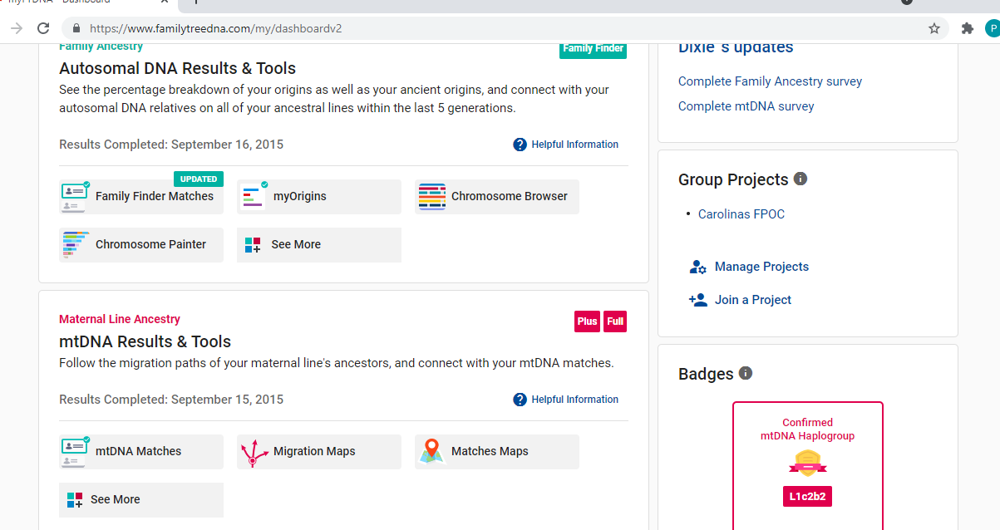 myFTDNA - Dashboard
https://www.familytreedna.com/my/dashboardv2
P
Family Ancestry
Family Finder
Autosomal DNA Results & Tools
See the percentage breakdown of your origins as well as your ancient origins, and connect with your
autosomal DNA relatives on all of your ancestral lines within the last 5 generations.
Results Completed: September 16, 2015
? Helpful Information
UPDATED
Family Finder Matches
myOrigins
Chromosome Browser
Chromosome Painter
See More
Maternal Line Ancestry
Plus
Full
mtDNA Results & Tools
Follow the migration paths of your maternal line's ancestors, and connect with your mtDNA matches.
Results Completed: September 15, 2015
? Helpful Information
mtDNA Matches
Migration Maps
Matches Maps
See More
Dixie`s updates
Complete Family Ancestry survey
Complete mtDNA survey
Group Projects
• Carolinas FPOC
Manage Projects
Join a Project
Badges
Confirmed
mtDNA Haplogroup
L1c2b2